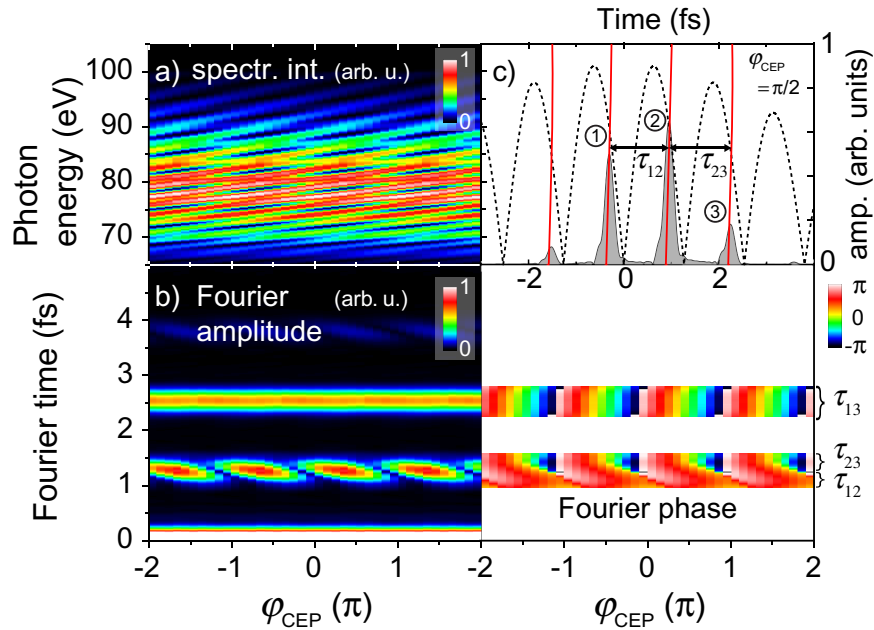 Time (fs)
a) spectr. int. (arb. u.)
1
0
Photon
energy (eV)
100
90
80
70
c)
φCEP
=π/2
①
②
③
τ12
τ23
-2
0
2
1
0
amp. (arb. units)
b) Fourier (arb. u.)
amplitude
1
0
Fourier time (fs)
4
3
2
1
0
π
0
-π
τ13
τ23
τ12
Fourier phase
-2
-1
0
1
-2
-1
0
1
2
φCEP (π)
φCEP (π)